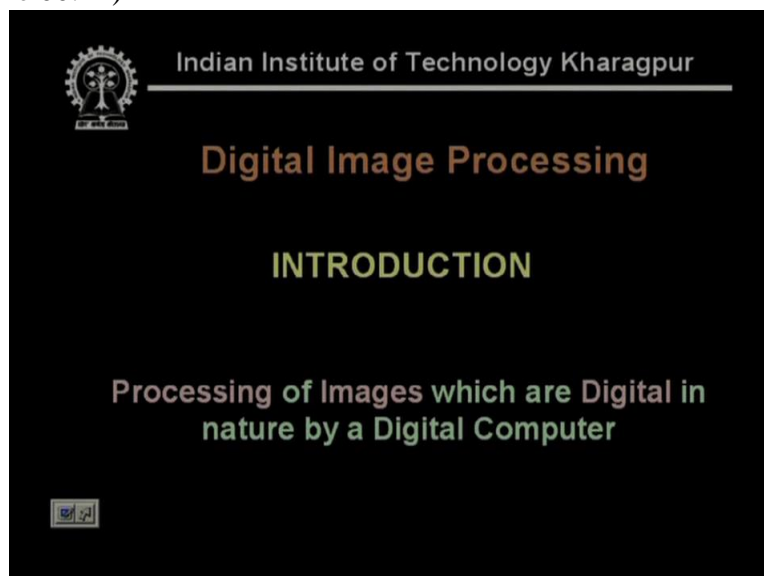 Indian Institute of Technology Kharagpur
Digital Image Processing
INTRODUCTION
Processing of Images which are Digital in
nature by a Digital Computer